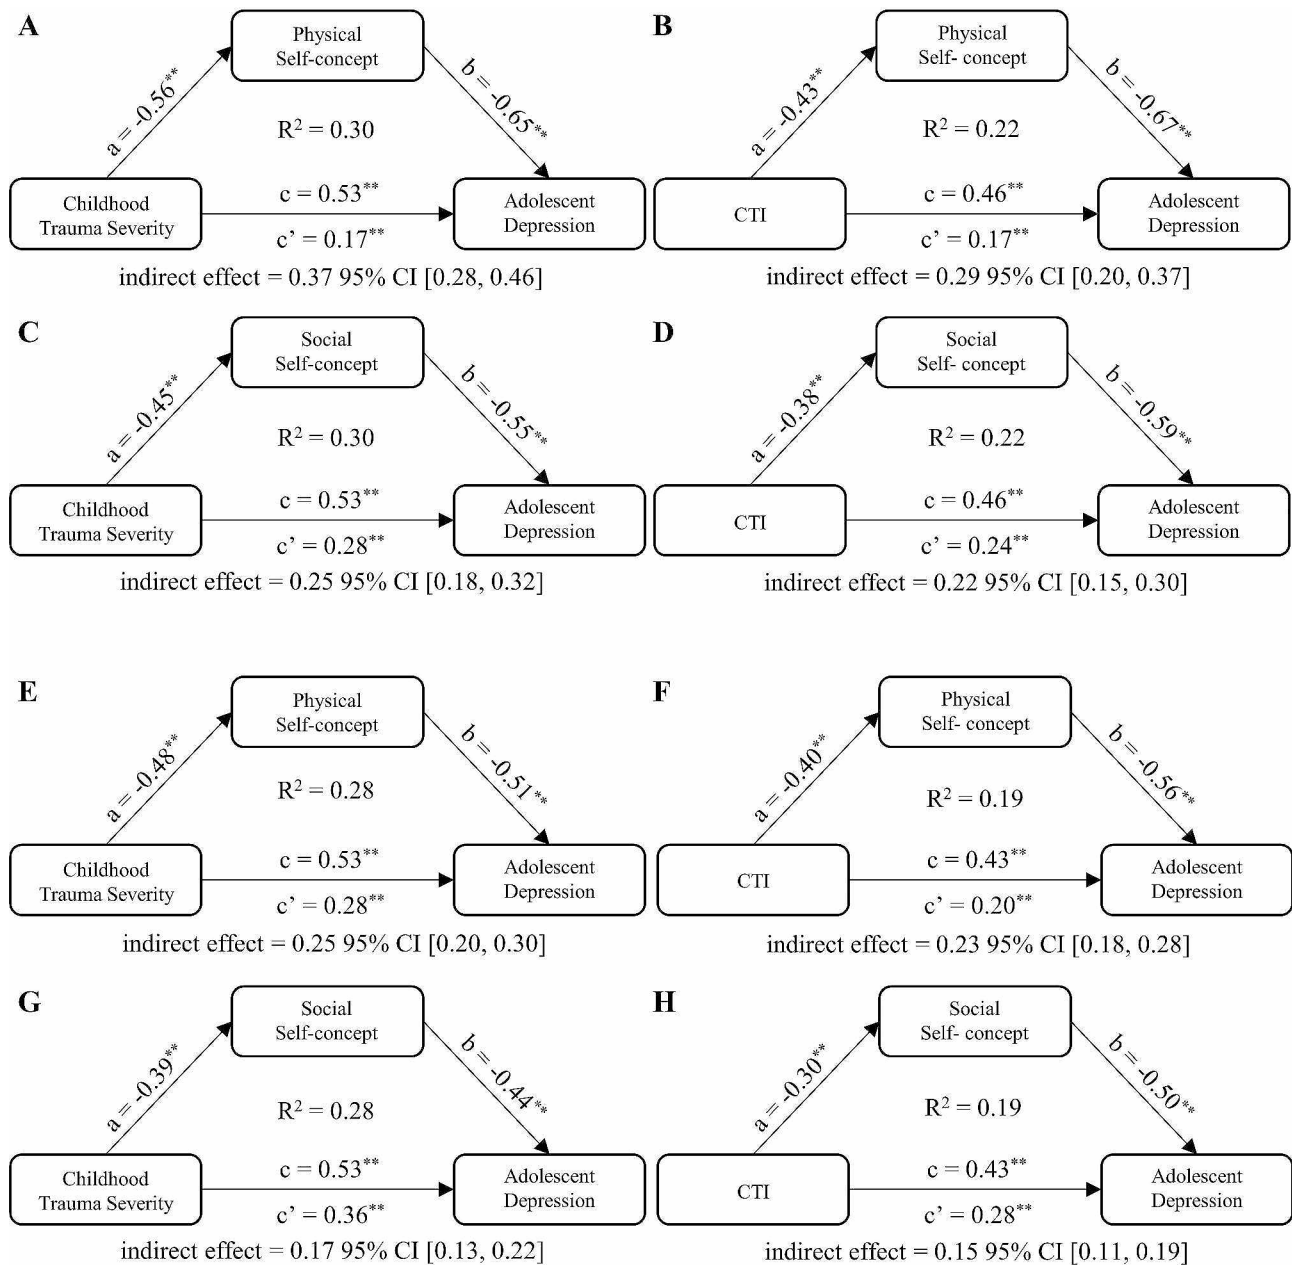 A
Physical
Self-concept
a = -0.56**
b = -0.65**
R² = 0.30
Childhood
Trauma Severity
c = 0.53**
c’ = 0.17**
Adolescent
Depression
indirect effect = 0.37 95% CI [0.28, 0.46]
B
Physical
Self- concept
a = -0.43**
b = -0.67**
R² = 0.22
CTI
c = 0.46**
c’ = 0.17**
Adolescent
Depression
indirect effect = 0.29 95% CI [0.20, 0.37]
C
Social
Self-concept
a = -0.45**
b = -0.55**
R² = 0.30
Childhood
Trauma Severity
c = 0.53**
c’ = 0.28**
Adolescent
Depression
indirect effect = 0.25 95% CI [0.18, 0.32]
D
Social
Self- concept
a = -0.38**
b = -0.59**
R² = 0.22
CTI
c = 0.46**
c’ = 0.24**
Adolescent
Depression
indirect effect = 0.22 95% CI [0.15, 0.30]
E
Physical
Self-concept
a = -0.48**
b = -0.51**
R² = 0.28
Childhood
Trauma Severity
c = 0.53**
c’ = 0.28**
Adolescent
Depression
indirect effect = 0.25 95% CI [0.20, 0.30]
F
Physical
Self- concept
a = -0.40**
b = -0.56**
R² = 0.19
CTI
c = 0.43**
c’ = 0.20**
Adolescent
Depression
indirect effect = 0.23 95% CI [0.18, 0.28]
G
Social
Self-concept
a = -0.39**
b = -0.44**
R² = 0.28
Childhood
Trauma Severity
c = 0.53**
c’ = 0.36**
Adolescent
Depression
indirect effect = 0.17 95% CI [0.13, 0.22]
H
Social
Self- concept
a = -0.30**
b = -0.50**
R² = 0.19
CTI
c = 0.43**
c’ = 0.28**
Adolescent
Depression
indirect effect = 0.15 95% CI [0.11, 0.19]